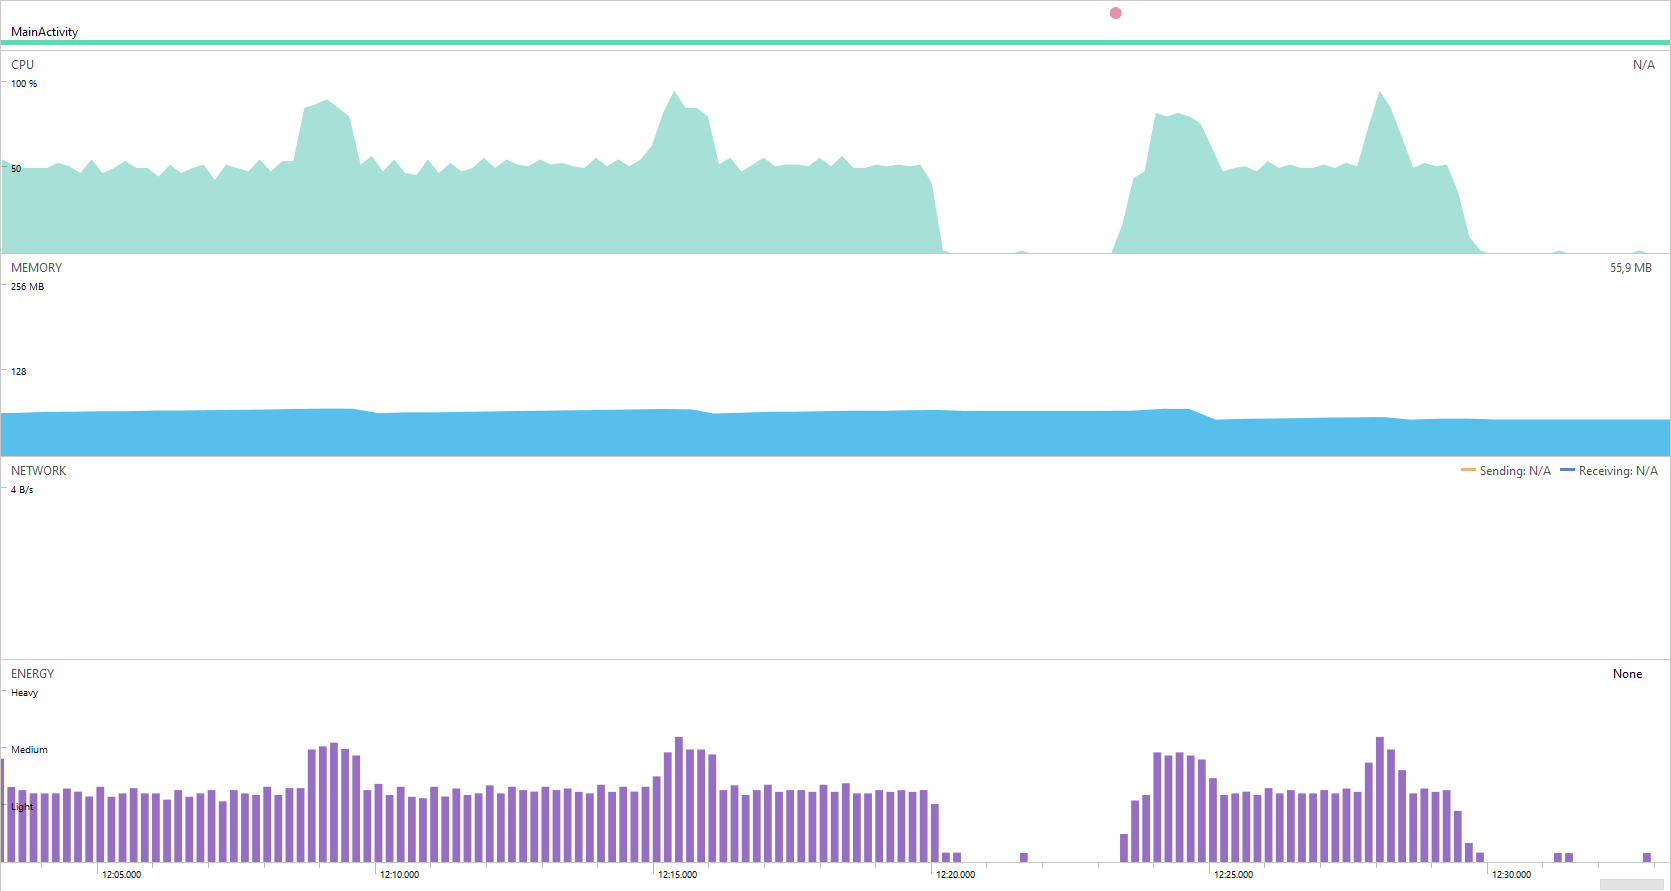 MainActivity
CPU
N/A
100 %
50
MEMORY
55,9 MB
256 MB
128
NETWORK
Sending: N/A
Receiving: N/A
4 B/s
ENERGY
None
Heavy
Medium
Light
12:05.000
12:10.000
12:15.000
12:20.000
12:25.000
12:30.000